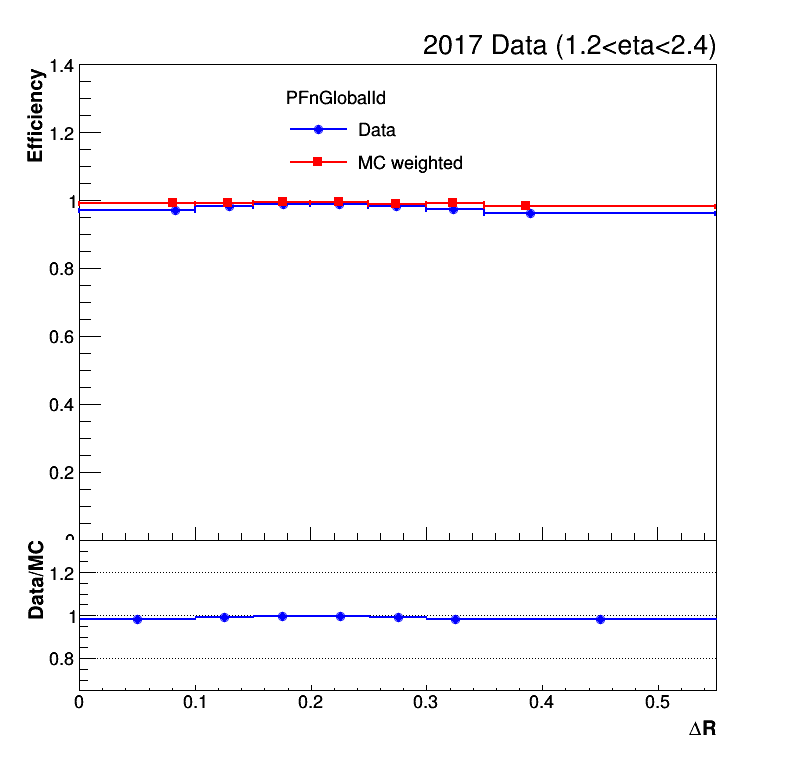 2017 Data (1.2<eta<2.4)
Efficiency
PFnGlobalId
Data
MC weighted
1.4
1.2
1
0.8
0.6
0.4
0.2
0
Data/MC
1.2
1
0.8
0 0.1 0.2 0.3 0.4 0.5
ΔR